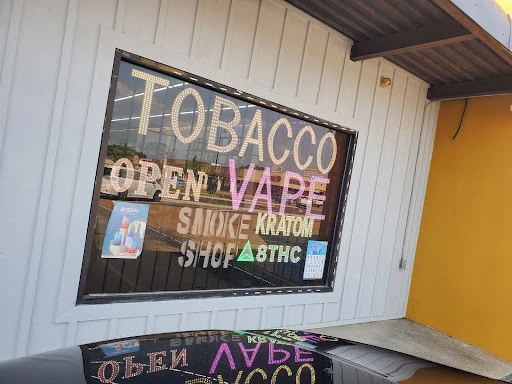 TOBACCO
OPEN VAPE
SMOKE KRATOM
SHOP Δ8THC